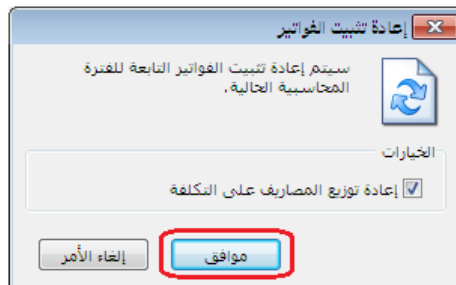 إعادة تثبيت الفواتير
سيتم إعادة تثبيت الفواتير التابعة للفترة
المحاسبية الحالية.
الخيارات
إعادة توزيع المصاريف على التكلفة
موافق
إلغاء الأمر